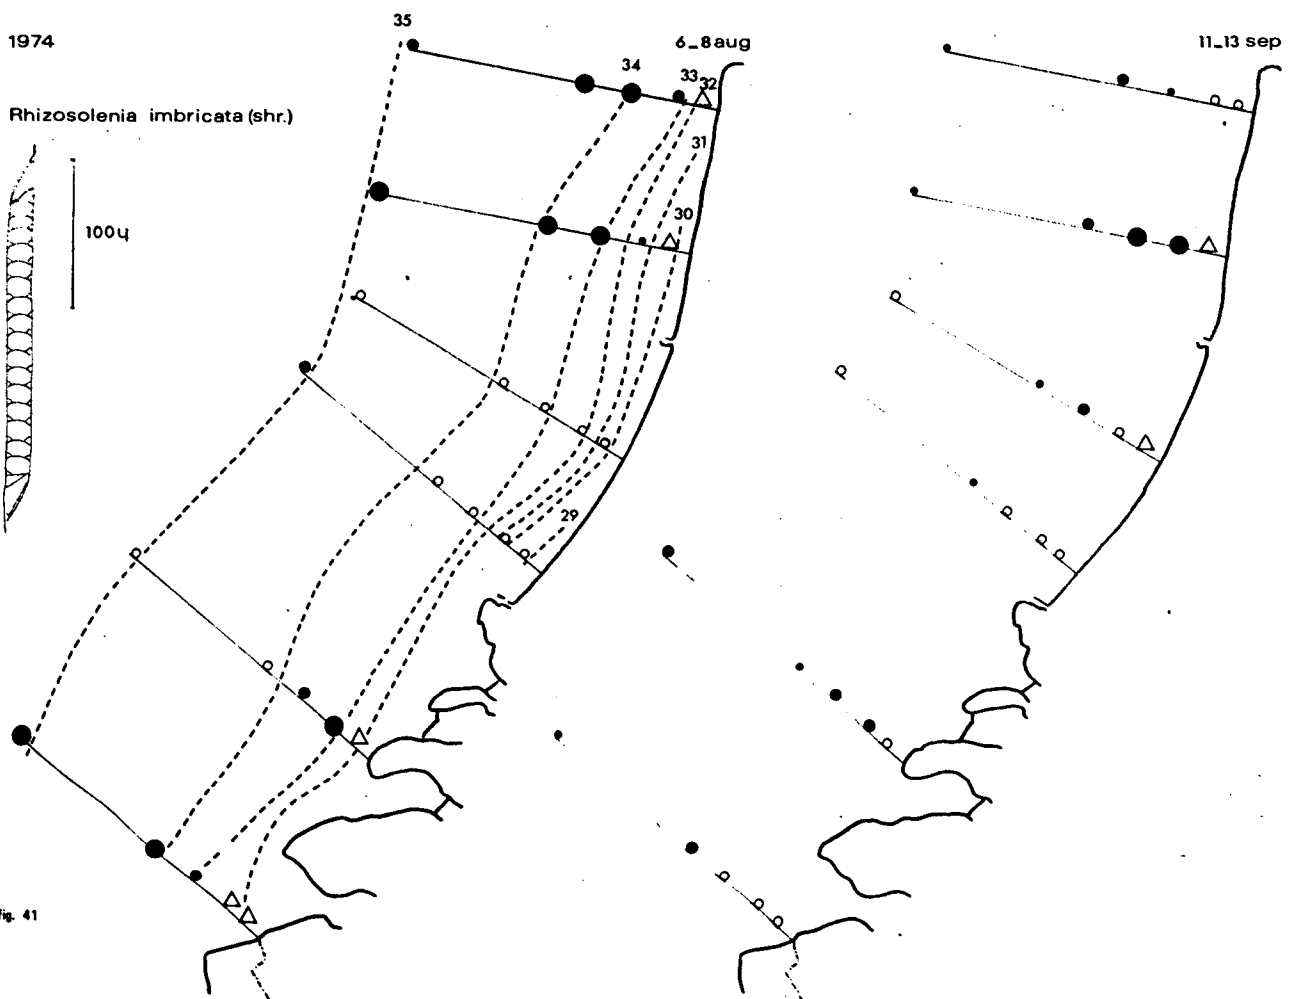 1974
Rhizosolenia imbricata (shr.)
100µ
35
6_8 aug
34
33
32
31
30
29
11_13 sep
fig. 41